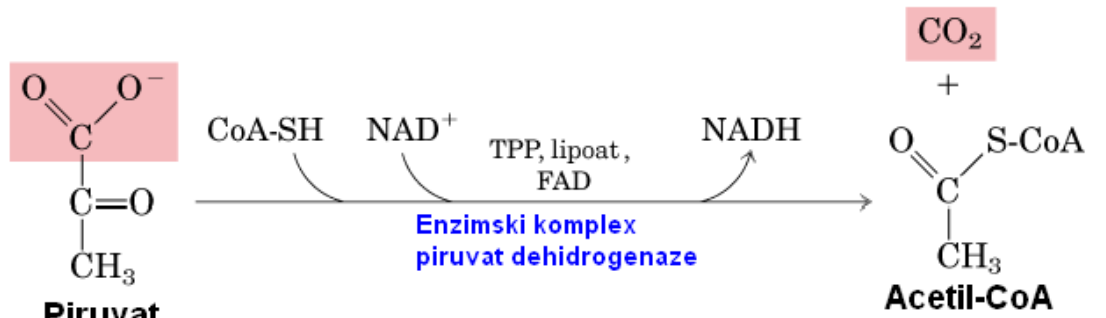 CO₂
+
O O⁻
C
CoA-SH NAD⁺ NADH
TPP, lipoat,
FAD
O S-CoA
C
C=O
Enzimski komplex
piruvat dehidrogenaze
CH₃
CH₃
Piruvat
Acetil-CoA